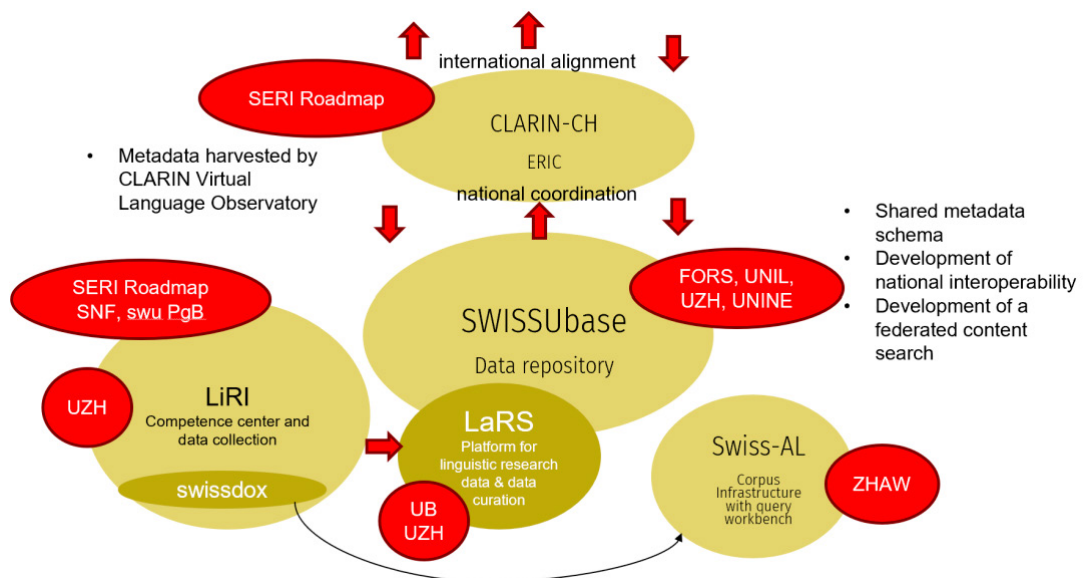 international alignment
SERI Roadmap
CLARIN-CH
ERIC
national coordination
• Metadata harvested by
CLARIN Virtual
Language Observatory
• Shared metadata
schema
• Development of
national interoperability
• Development of a
federated content
search
SERI Roadmap
SNF, swu PgB
FORS, UNIL,
UZH, UNINE
SWISSUbase
Data repository
UZH
LiRI
Competence center and
data collection
swissdox
LaRS
Platform for
linguistic research
data & data
curation
UB
UZH
Swiss-AL
Corpus
Infrastructure
with query
workbench
ZHAW